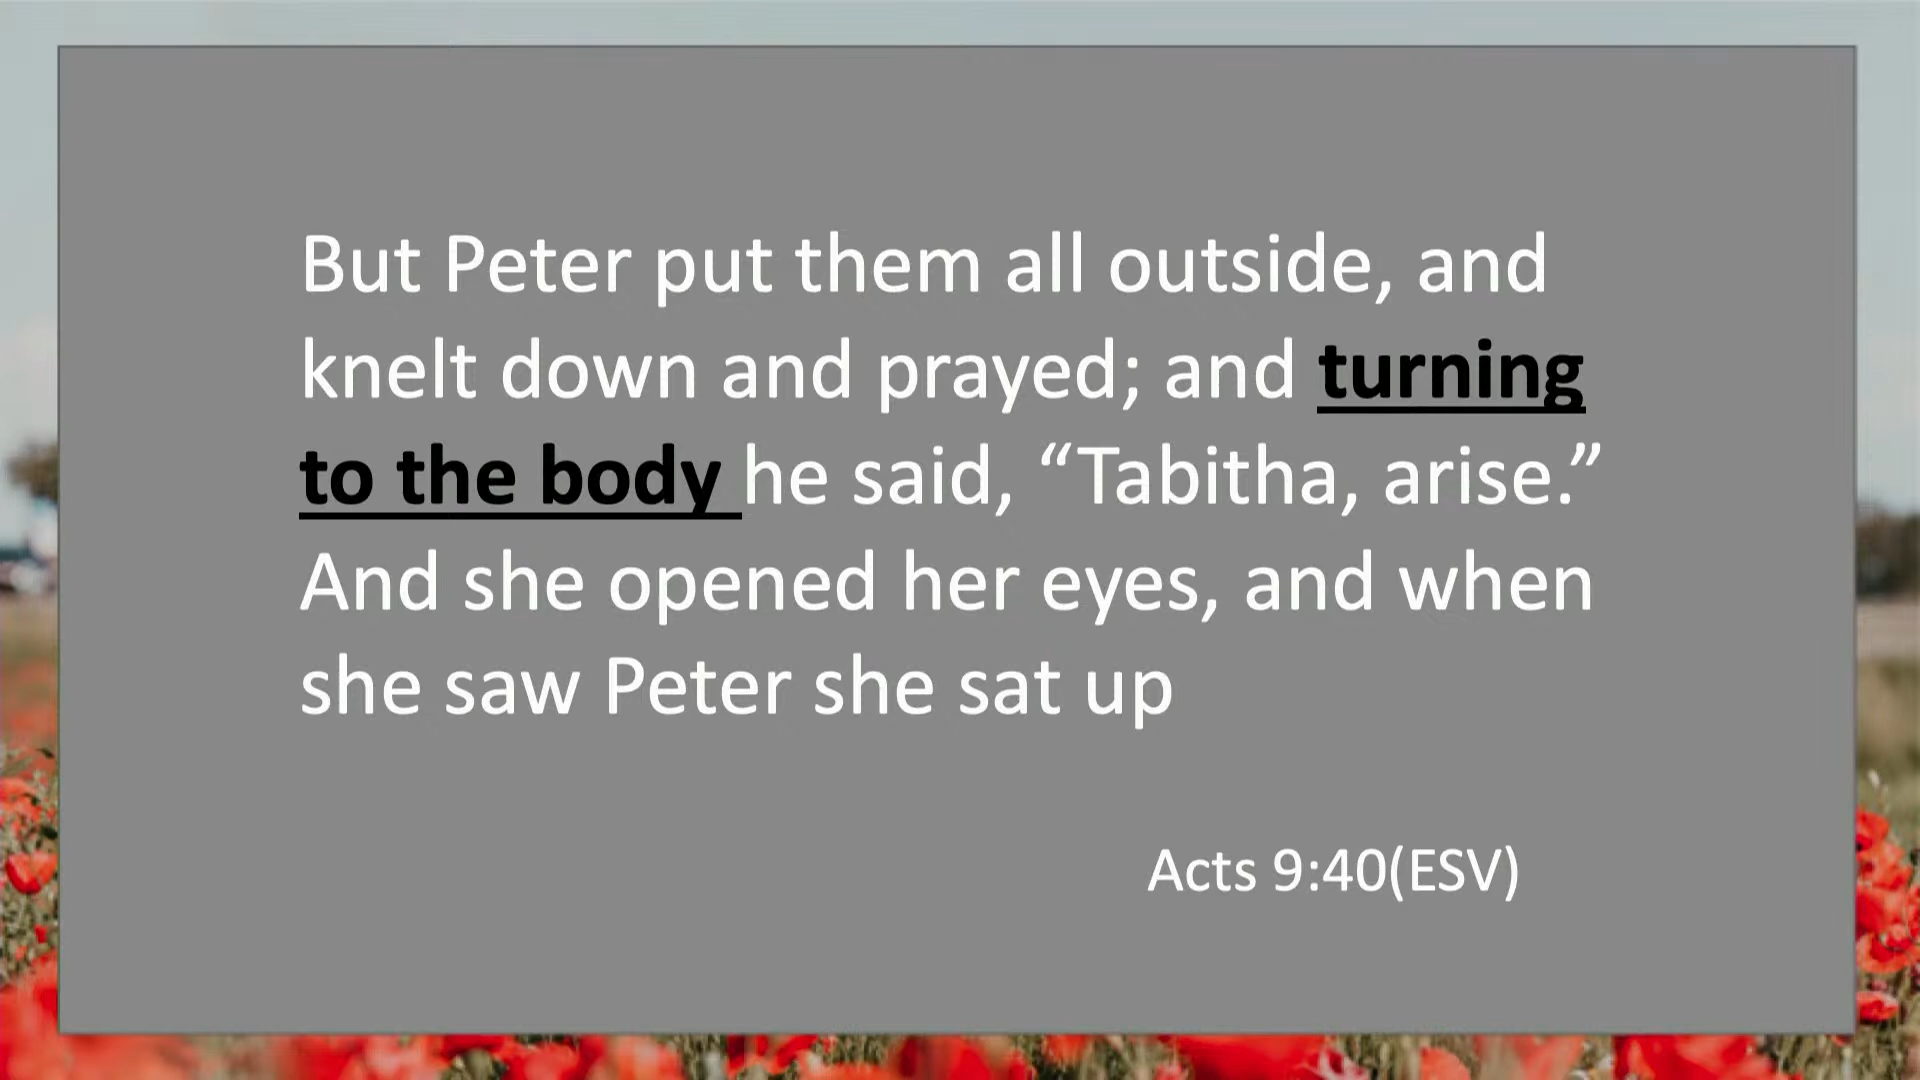 But Peter put them all outside, and
knelt down and prayed; and turning
to the body he said, “Tabitha, arise.”
And she opened her eyes, and when
she saw Peter she sat up
Acts 9:40(ESV)